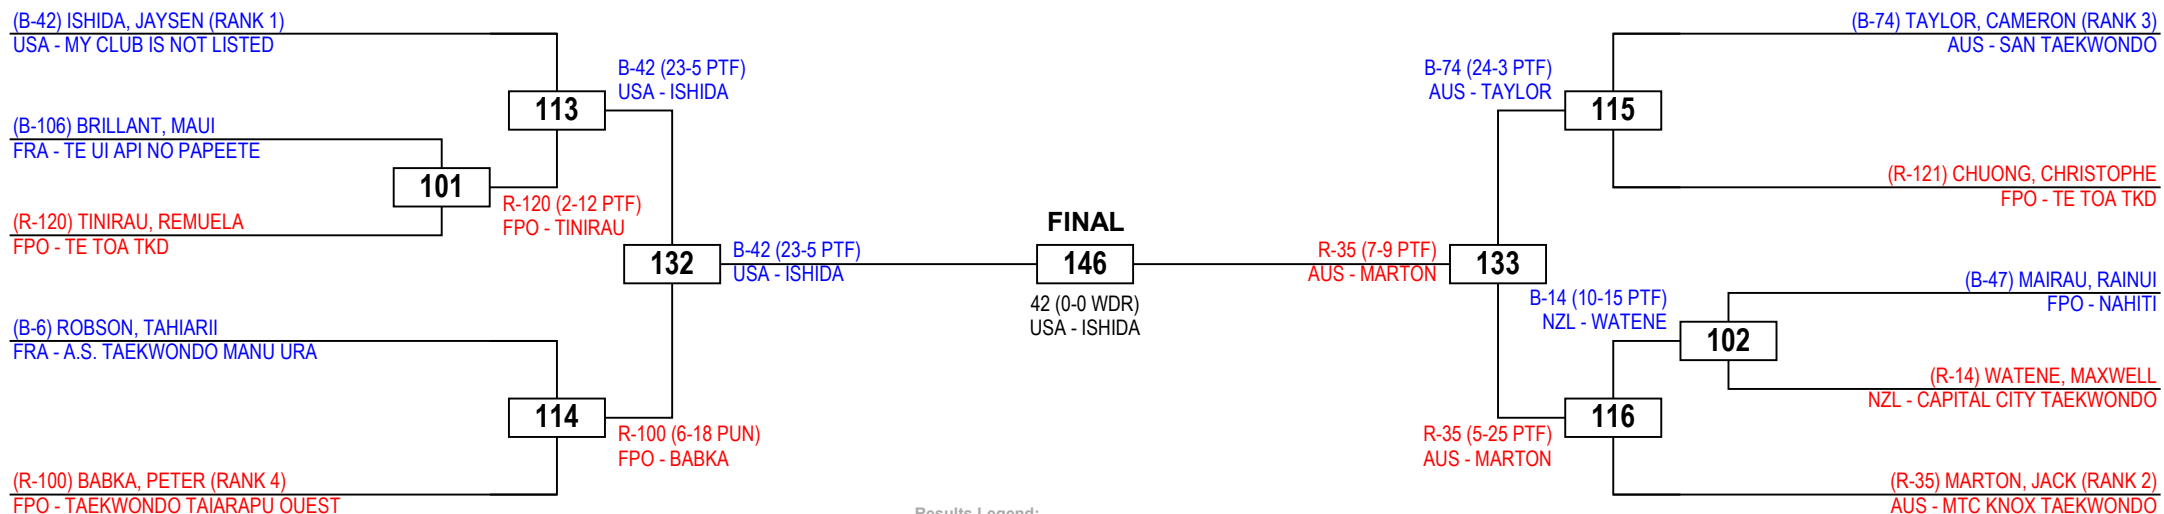 (B-42) ISHIDA, JAYSEN (RANK 1)
USA - MY CLUB IS NOT LISTED
B-42 (23-5 PTF)
USA - ISHIDA
113
(B-106) BRILLANT, MAUI
FRA - TE UI API NO PAPEETE
101
R-120 (2-12 PTF)
FPO - TINIRAU
(R-120) TINIRAU, REMUELA
FPO - TE TOA TKD
132
B-42 (23-5 PTF)
USA - ISHIDA
(B-6) ROBSON, TAHIARII
FRA - A.S. TAEKWONDO MANU URA
114
R-100 (6-18 PUN)
FPO - BABKA
(R-100) BABKA, PETER (RANK 4)
FPO - TAEKWONDO TAIARAPU OUEST
FINAL
146
42 (0-0 WDR)
USA - ISHIDA
Results Legend:
(B-74) TAYLOR, CAMERON (RANK 3)
AUS - SAN TAEKWONDO
B-74 (24-3 PTF)
AUS - TAYLOR
115
(R-121) CHUONG, CHRISTOPHE
FPO - TE TOA TKD
R-35 (7-9 PTF)
AUS - MARTON
133
(B-47) MAIRAU, RAINUI
FPO - NAHITI
B-14 (10-15 PTF)
NZL - WATENE
102
(R-14) WATENE, MAXWELL
NZL - CAPITAL CITY TAEKWONDO
116
R-35 (5-25 PTF)
AUS - MARTON
(R-35) MARTON, JACK (RANK 2)
AUS - MTC KNOX TAEKWONDO